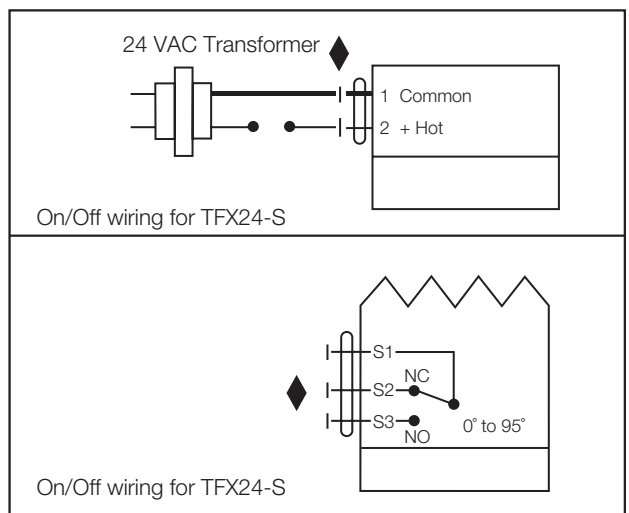 24 VAC Transformer
1 Common
2 + Hot
On/Off wiring for TFX24-S
S1
NC
S2
S3
0° to 95°
NO
On/Off wiring for TFX24-S